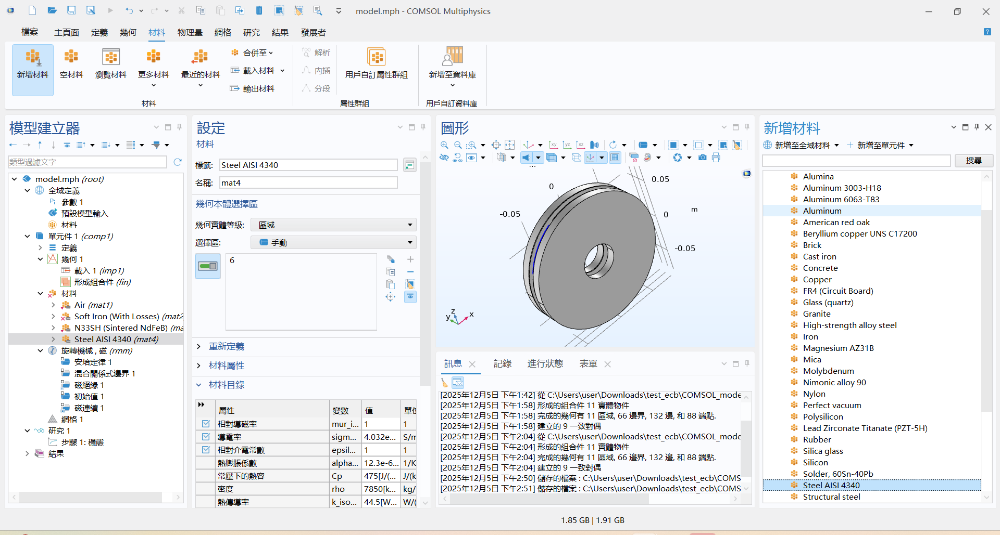 model.mph - COMSOL Multiphysics
檔案 主頁面 定義 幾何 材料 物理量 網格 研究 結果 發展者
新增材料
空材料
瀏覽材料
更多材料
最近的材料
合併至
載入材料
輸出材料
材料
解析
內插
分段
用戶自訂屬性群組
屬性群組
新增至資料庫
用戶自訂資料庫
模型建立器
類型過濾文字
model.mph (root)
全域定義
參數 1
預設模型輸入
材料
單元件 1 (comp1)
定義
幾何 1
載入 1 (imp1)
形成組合件 (fin)
材料
Air (mat1)
Soft Iron (With Losses) (mat2
N33SH (Sintered NdFeB) (ma
Steel AISI 4340 (mat4)
旋轉機械 , 磁 (rmm)
安培定律 1
混合關係式邊界 1
磁絕緣 1
初始值 1
磁連續 1
網格 1
研究 1
步驟 1: 穩態
結果
設定
材料
標籤: Steel AISI 4340
名稱: mat4
幾何本體選擇區
幾何實體等級: 區域
選擇區: 手動
6
重新定義
材料屬性
材料目錄
屬性 變數 值 單位
相對導磁率 mur_i... 1 1
導電率 sigm... 4.032e... S/m
相對介電常數 epsil... 1 1
熱膨脹係數 alpha... 12.3e-6... 1/K
常壓下的熱容 Cp 475[J/(... J/(k
密度 rho 7850[k... kg/
熱傳導率 k_iso... 44.5[W... W/(
圖形
xy yz xz
0
-0.05
0.05
0
-0.05
m
z
y
x
訊息 記錄 進行狀態 表單
[2025年12月5日 下午1:42] 從 C:\Users\user\Downloads\test_ecb\COMSOL_mode
[2025年12月5日 下午1:58] 形成的組合件 11 實體物件
[2025年12月5日 下午1:58] 完成的幾何有 11 區域, 66 邊界, 132 邊, 和 88 端點.
[2025年12月5日 下午1:58] 建立的 9 一致對偶
[2025年12月5日 下午2:04] 從 C:\Users\user\Downloads\test_ecb\COMSOL_mode
[2025年12月5日 下午2:04] 形成的組合件 11 實體物件
[2025年12月5日 下午2:04] 完成的幾何有 11 區域, 66 邊界, 132 邊, 和 88 端點.
[2025年12月5日 下午2:04] 建立的 9 一致對偶
[2025年12月5日 下午2:50] 儲存的檔案 : C:\Users\user\Downloads\test_ecb\COMS
[2025年12月5日 下午2:51] 儲存的檔案 : C:\Users\user\Downloads\test_ecb\COMS
新增材料
新增至全域材料 新增至單元件
搜尋
Alumina
Aluminum 3003-H18
Aluminum 6063-T83
Aluminum
American red oak
Beryllium copper UNS C17200
Brick
Cast iron
Concrete
Copper
FR4 (Circuit Board)
Glass (quartz)
Granite
High-strength alloy steel
Iron
Magnesium AZ31B
Mica
Molybdenum
Nimonic alloy 90
Nylon
Perfect vacuum
Polysilicon
Lead Zirconate Titanate (PZT-5H)
Rubber
Silica glass
Silicon
Solder, 60Sn-40Pb
Steel AISI 4340
Structural steel
1.85 GB | 1.91 GB